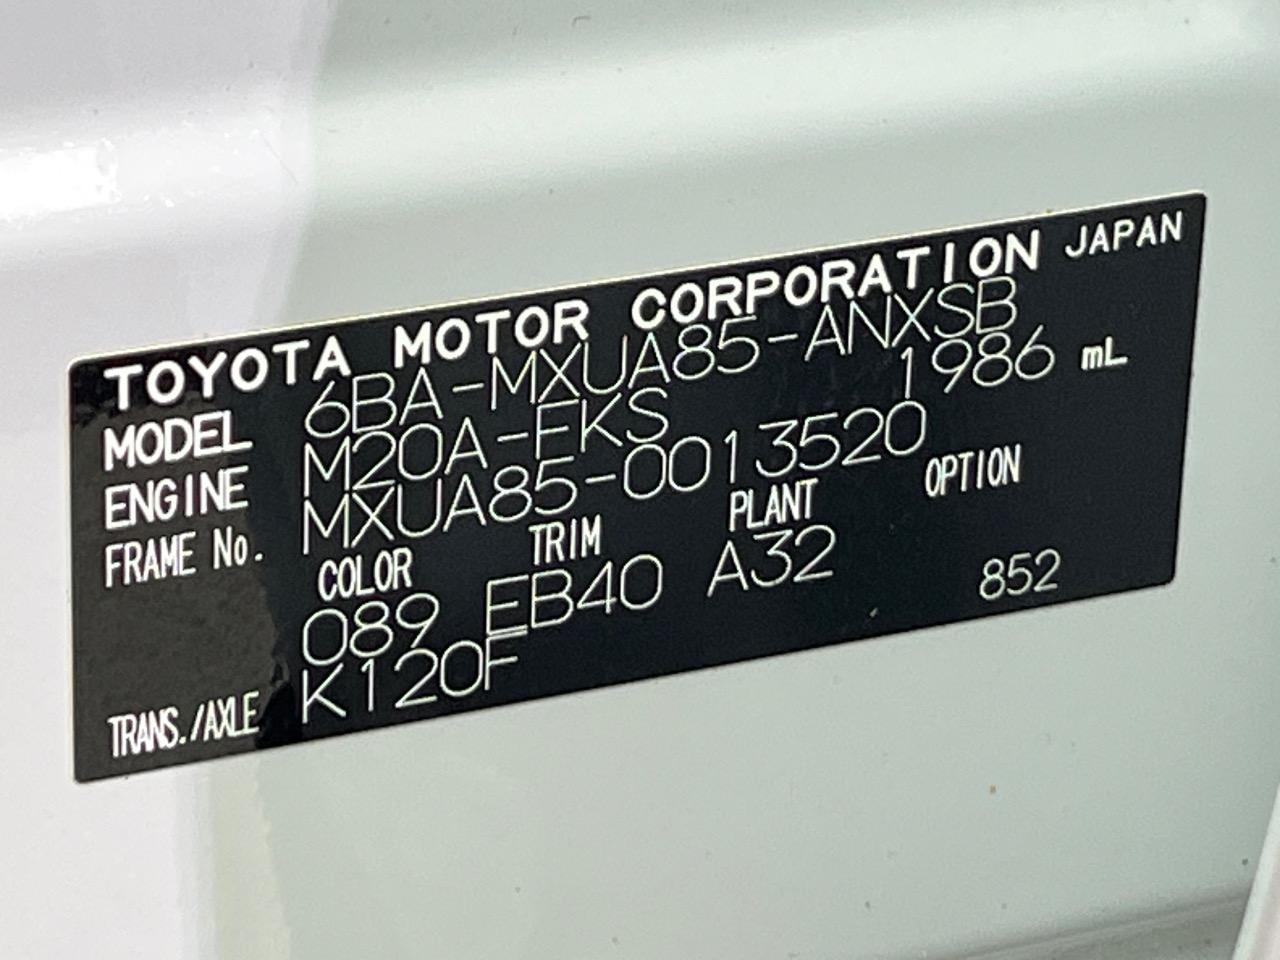 TOYOTA MOTOR CORPORATION JAPAN
MODEL 6BA-MXUA85-ANXSB
ENGINE M20A-FKS 1986 mL
FRAME No. MXUA85-0013520
COLOR TRIM PLANT OPTION
089 EB40 A32
TRANS./AXLE K120F 852